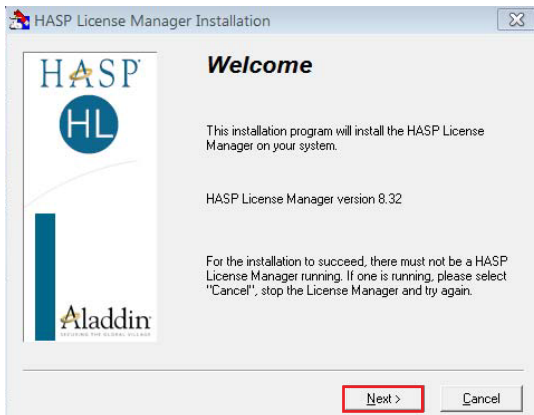 HASP License Manager Installation
HASP
HL
Aladdin
SECURING THE GLOBAL VILLAGE
Welcome
This installation program will install the HASP License
Manager on your system.
HASP License Manager version 8.32
For the installation to succeed, there must not be a HASP
License Manager running. If one is running, please select
"Cancel", stop the License Manager and try again.
Next >
Cancel